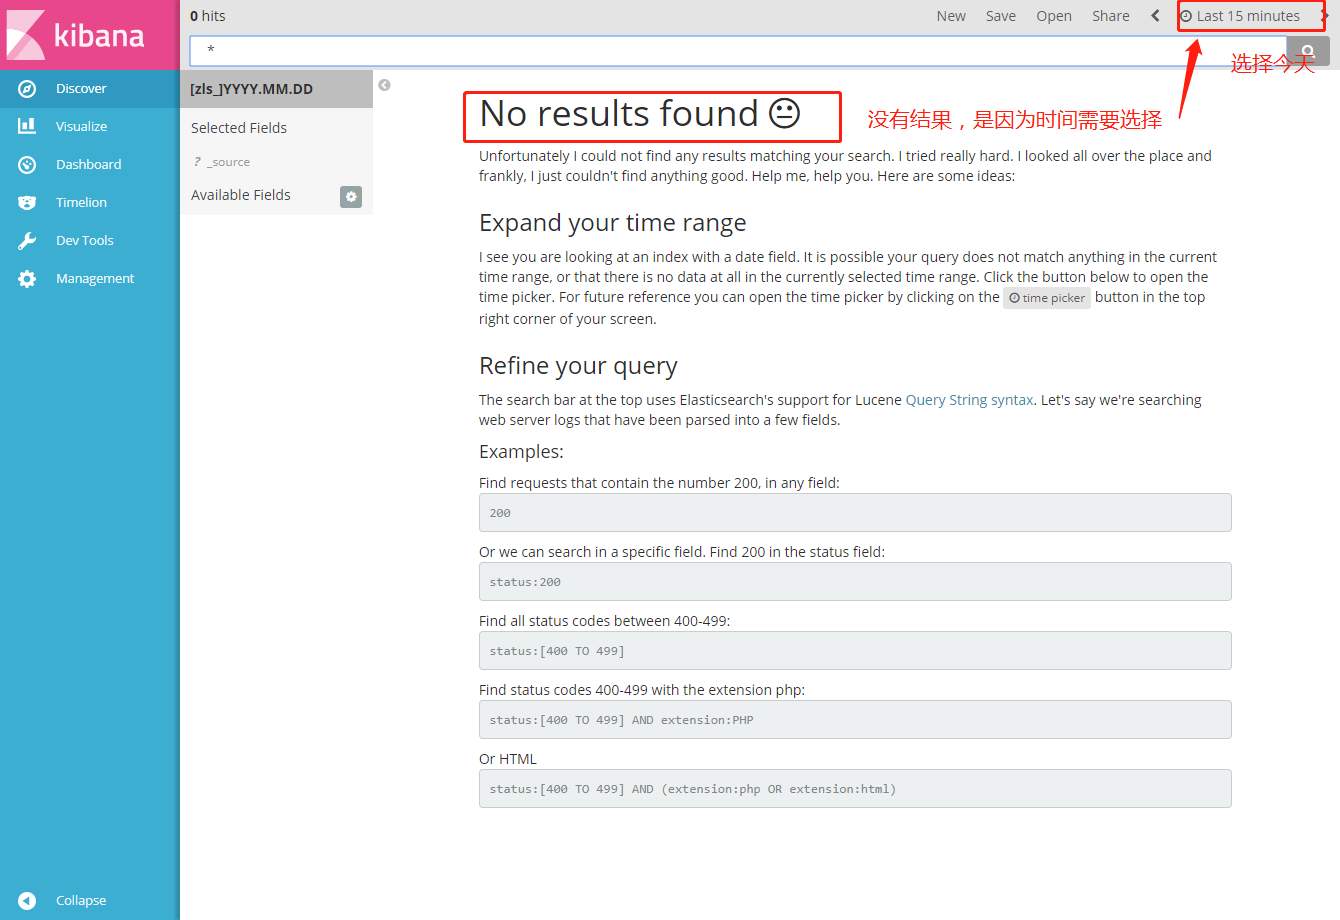 kibana
Discover
Visualize
Dashboard
Timelion
Dev Tools
Management
Collapse
0 hits
New Save Open Share Last 15 minutes
*
选择今天
[zls_]YYYY.MM.DD
Selected Fields
? _source
Available Fields
No results found
没有结果，是因为时间需要选择
Unfortunately I could not find any results matching your search. I tried really hard. I looked all over the place and
frankly, I just couldn't find anything good. Help me, help you. Here are some ideas:
Expand your time range
I see you are looking at an index with a date field. It is possible your query does not match anything in the current
time range, or that there is no data at all in the currently selected time range. Click the button below to open the
time picker. For future reference you can open the time picker by clicking on the time picker button in the top
right corner of your screen.
Refine your query
The search bar at the top uses Elasticsearch's support for Lucene Query String syntax. Let's say we're searching
web server logs that have been parsed into a few fields.
Examples:
Find requests that contain the number 200, in any field:
200
Or we can search in a specific field. Find 200 in the status field:
status:200
Find all status codes between 400-499:
status:[400 TO 499]
Find status codes 400-499 with the extension php:
status:[400 TO 499] AND extension:PHP
Or HTML
status:[400 TO 499] AND (extension:php OR extension:html)